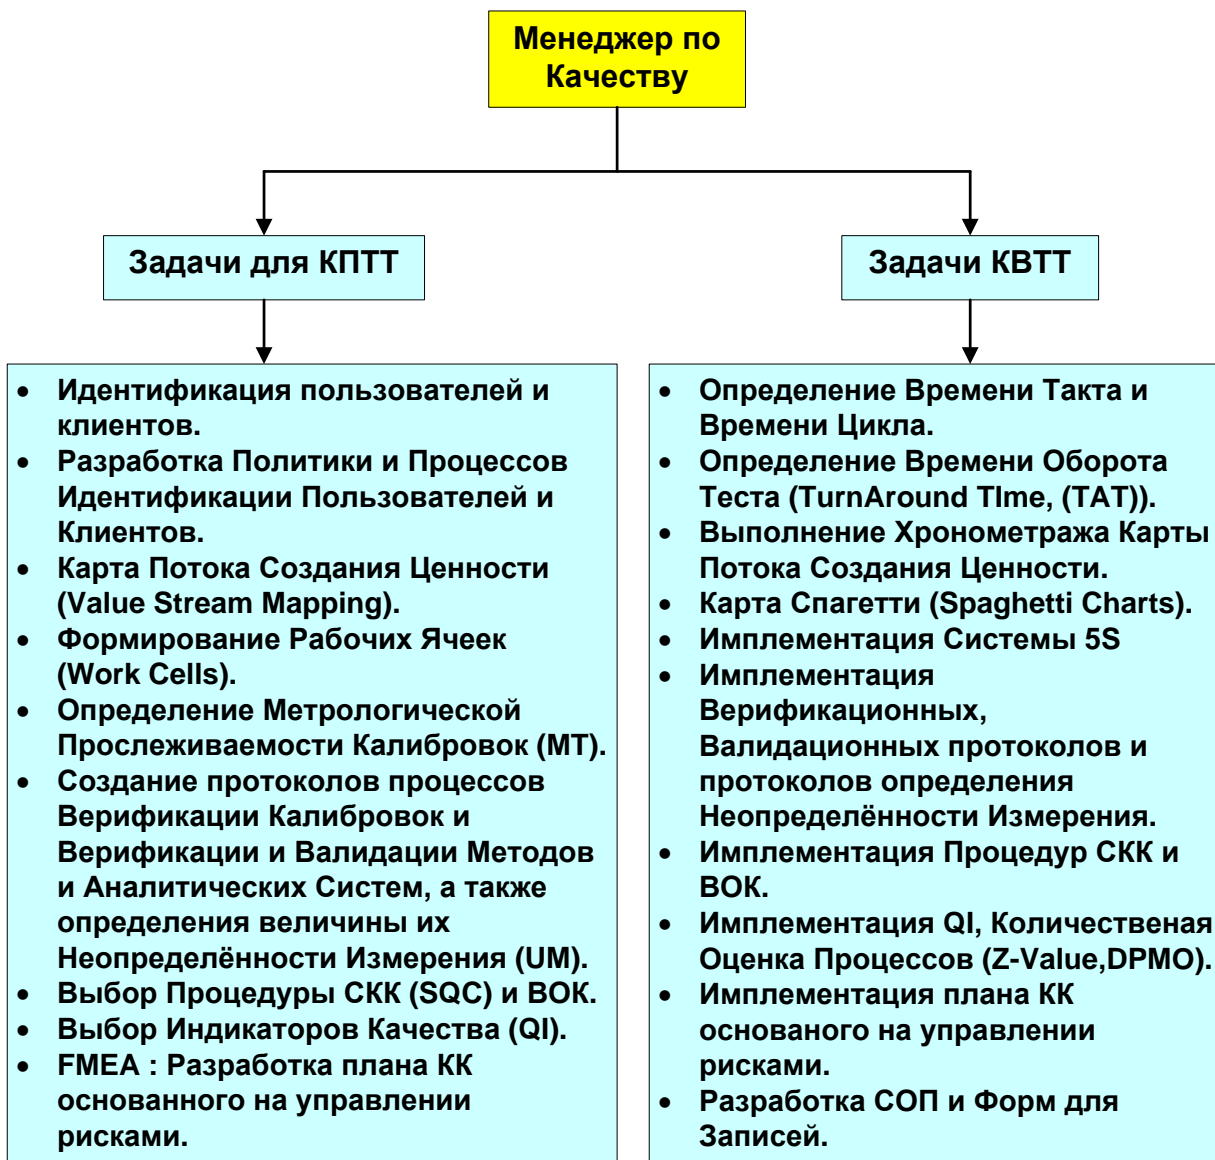 Менеджер по
Качеству
Задачи для КПТТ
Задачи КВТТ
• Идентификация пользователей и
клиентов.
• Разработка Политики и Процессов
Идентификации Пользователей и
Клиентов.
• Карта Потока Создания Ценности
(Value Stream Mapping).
• Формирование Рабочих Ячеек
(Work Cells).
• Определение Метрологической
Прослеживаемости Калибровок (МТ).
• Создание протоколов процессов
Верификации Калибровок и
Верификации и Валидации Методов
и Аналитических Систем, а также
определения величины их
Неопределённости Измерения (UM).
• Выбор Процедуры СКК (SQC) и ВОК.
• Выбор Индикаторов Качества (QI).
• FMEA : Разработка плана КК
основанного на управлении
рисками.
• Определение Времени Такта и
Времени Цикла.
• Определение Времени Оборота
Теста (TurnAround TIme, (TAT)).
• Выполнение Хронометража Карты
Потока Создания Ценности.
• Карта Спагетти (Spaghetti Charts).
• Имплементация Системы 5S
• Имплементация
Верификационных,
Валидационных протоколов и
протоколов определения
Неопределённости Измерения.
• Имплементация Процедур СКК и
ВОК.
• Имплементация QI, Количественая
Оценка Процессов (Z-Value,DPMO).
• Имплементация плана КК
основаного на управлении
рисками.
• Разработка СОП и Форм для
Записей.